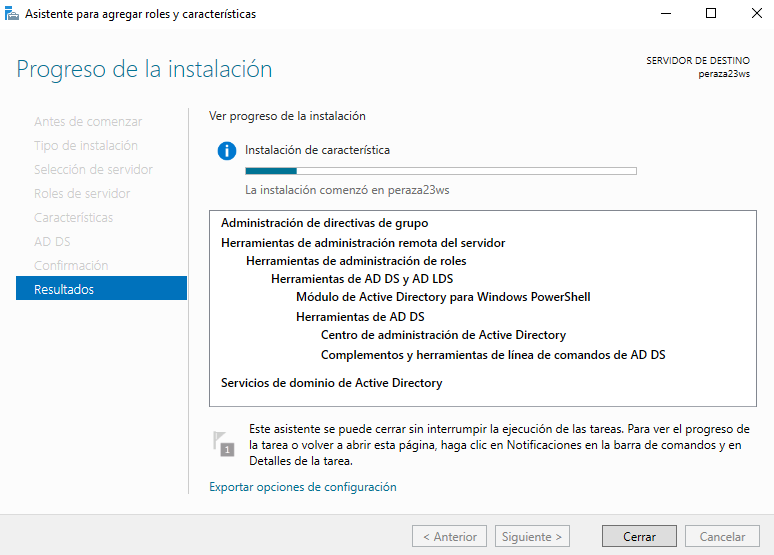 Asistente para agregar roles y características
Progreso de la instalación
SERVIDOR DE DESTINO
peraza23ws
Antes de comenzar
Tipo de instalación
Selección de servidor
Roles de servidor
Características
AD DS
Confirmación
Resultados
Ver progreso de la instalación
Instalación de característica
La instalación comenzó en peraza23ws
Administración de directivas de grupo
Herramientas de administración remota del servidor
Herramientas de administración de roles
Herramientas de AD DS y AD LDS
Módulo de Active Directory para Windows PowerShell
Herramientas de AD DS
Centro de administración de Active Directory
Complementos y herramientas de línea de comandos de AD DS
Servicios de dominio de Active Directory
1
Este asistente se puede cerrar sin interrumpir la ejecución de las tareas. Para ver el progreso de
la tarea o volver a abrir esta página, haga clic en Notificaciones en la barra de comandos y en
Detalles de la tarea.
Exportar opciones de configuración
< Anterior
Siguiente >
Cerrar
Cancelar